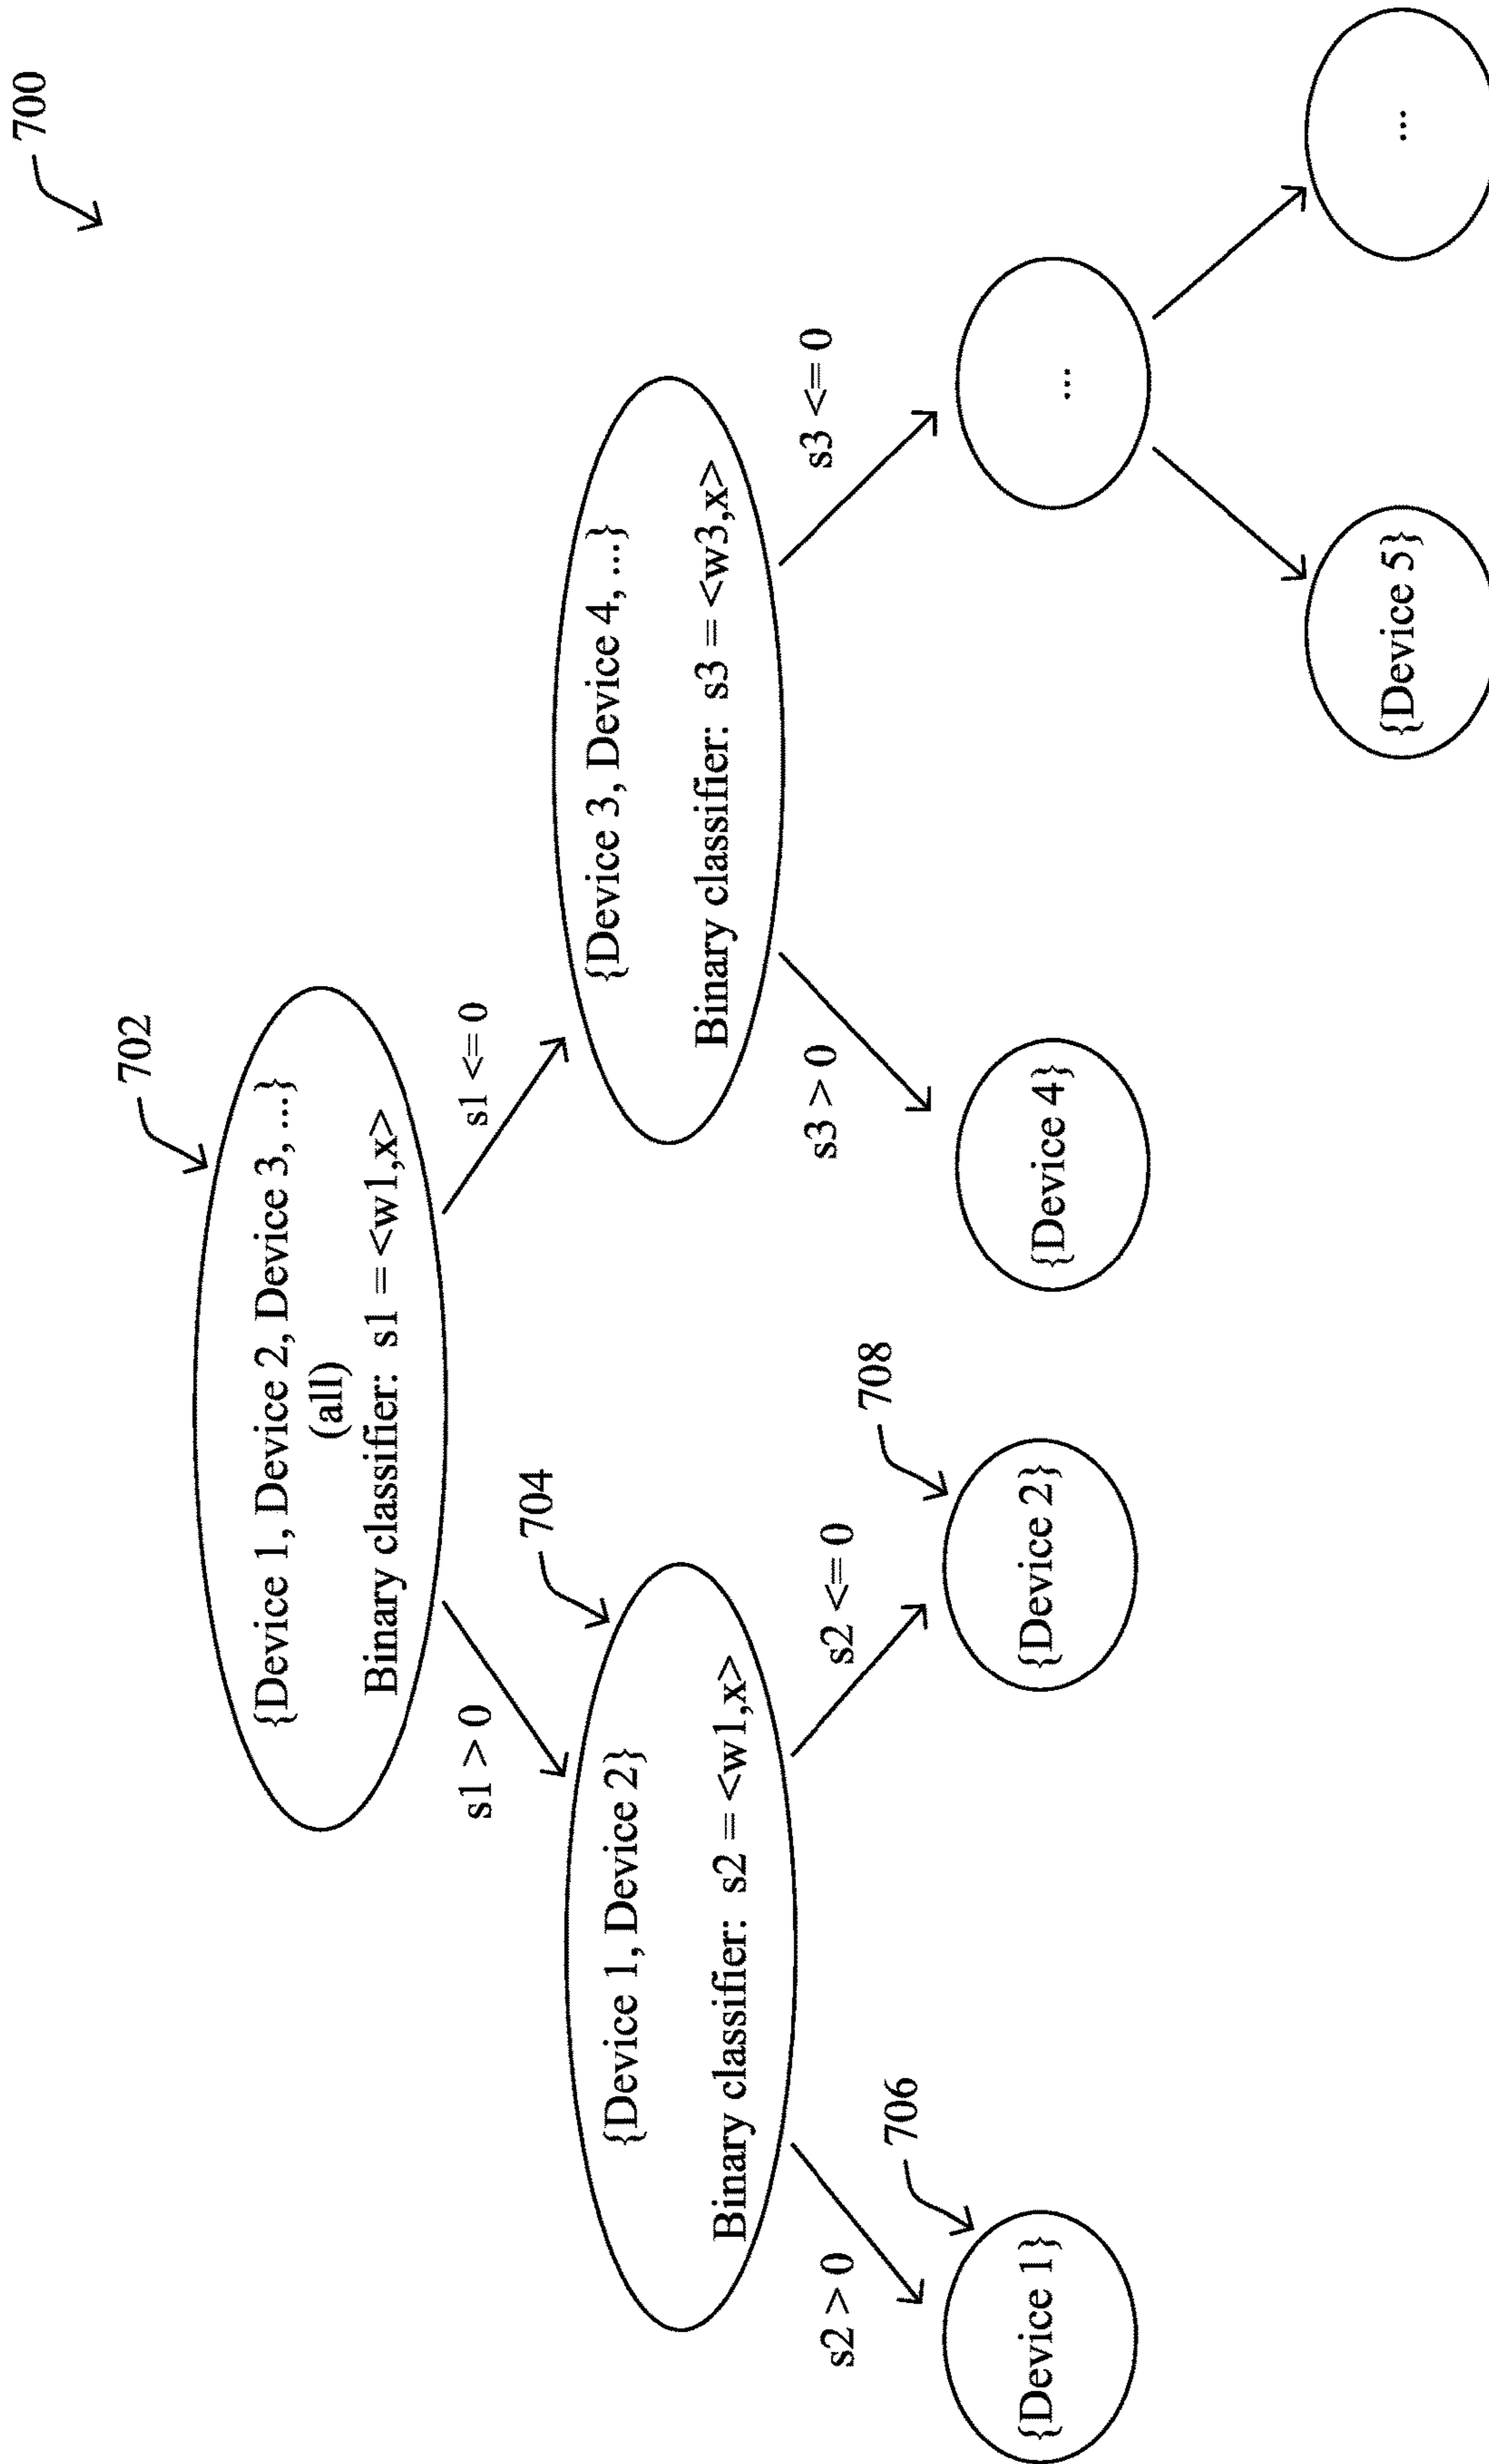 700
702
{Device 1, Device 2, Device 3, ...}
(all)
Binary classifier: s1 = <w1,x>
s1 > 0
s1 <= 0
704
{Device 1, Device 2}
Binary classifier: s2 = <w1,x>
{Device 3, Device 4, ...}
Binary classifier: s3 = <w3,x>
s2 > 0
706
s2 <= 0
708
s3 > 0
s3 <= 0
{Device 1}
{Device 2}
{Device 4}
...
{Device 5}
...